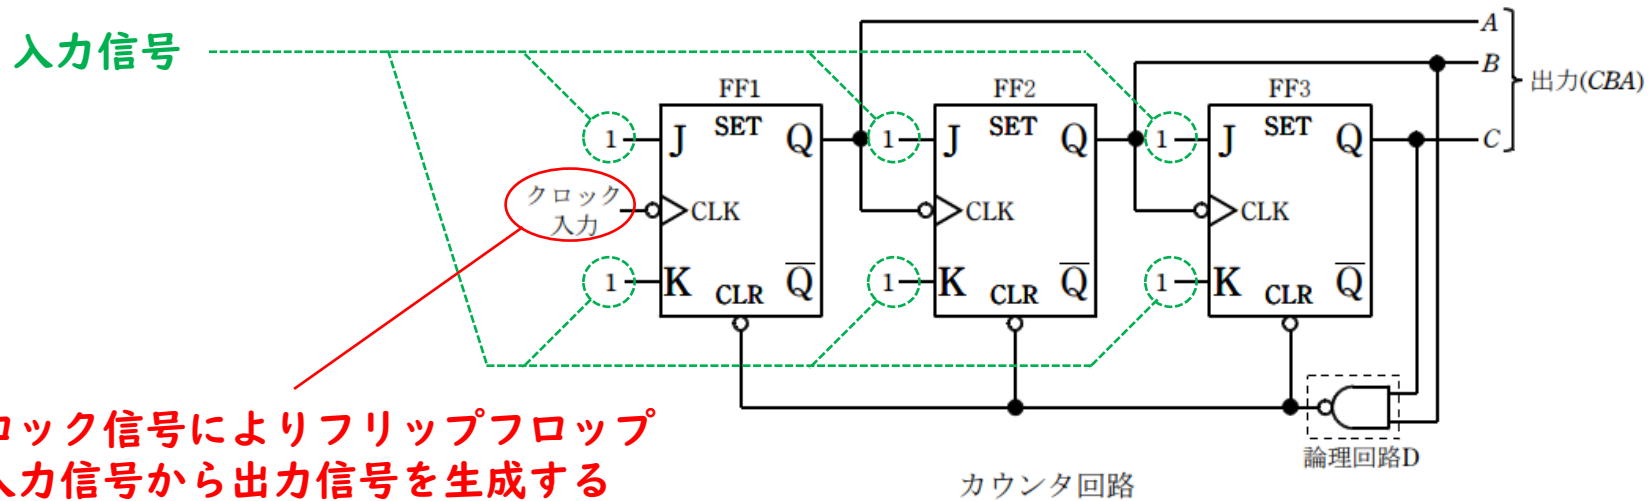 入力信号
A
B
出力(CBA)
C
FF1
FF2
FF3
1 J SET Q
1 J SET Q
1 J SET Q
クロック
入力
CLK
CLK
CLK
1 K CLR Q̅
1 K CLR Q̅
1 K CLR Q̅
ロック信号によりフリップフロップ
入力信号から出力信号を生成する
論理回路D
カウンタ回路